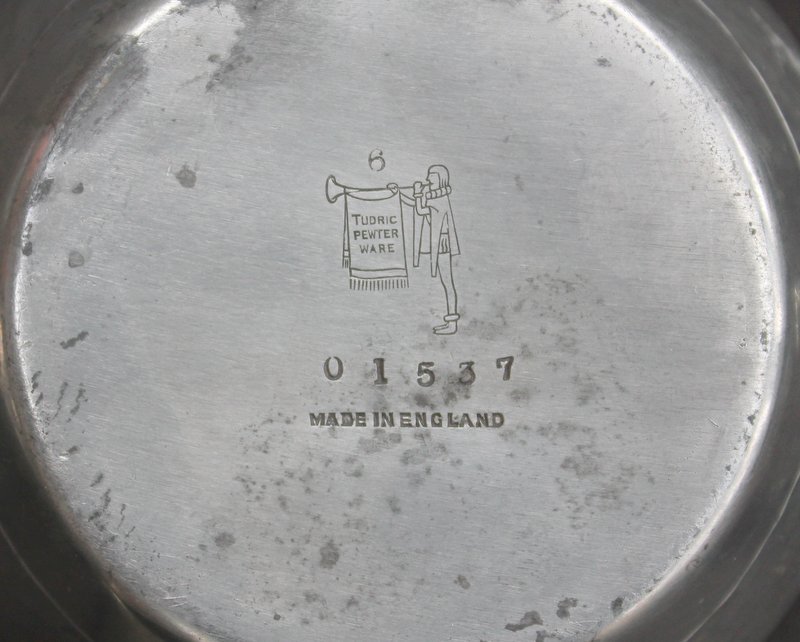 6
TUDRIC
PEWTER
WARE
01537
MADE IN ENGLAND